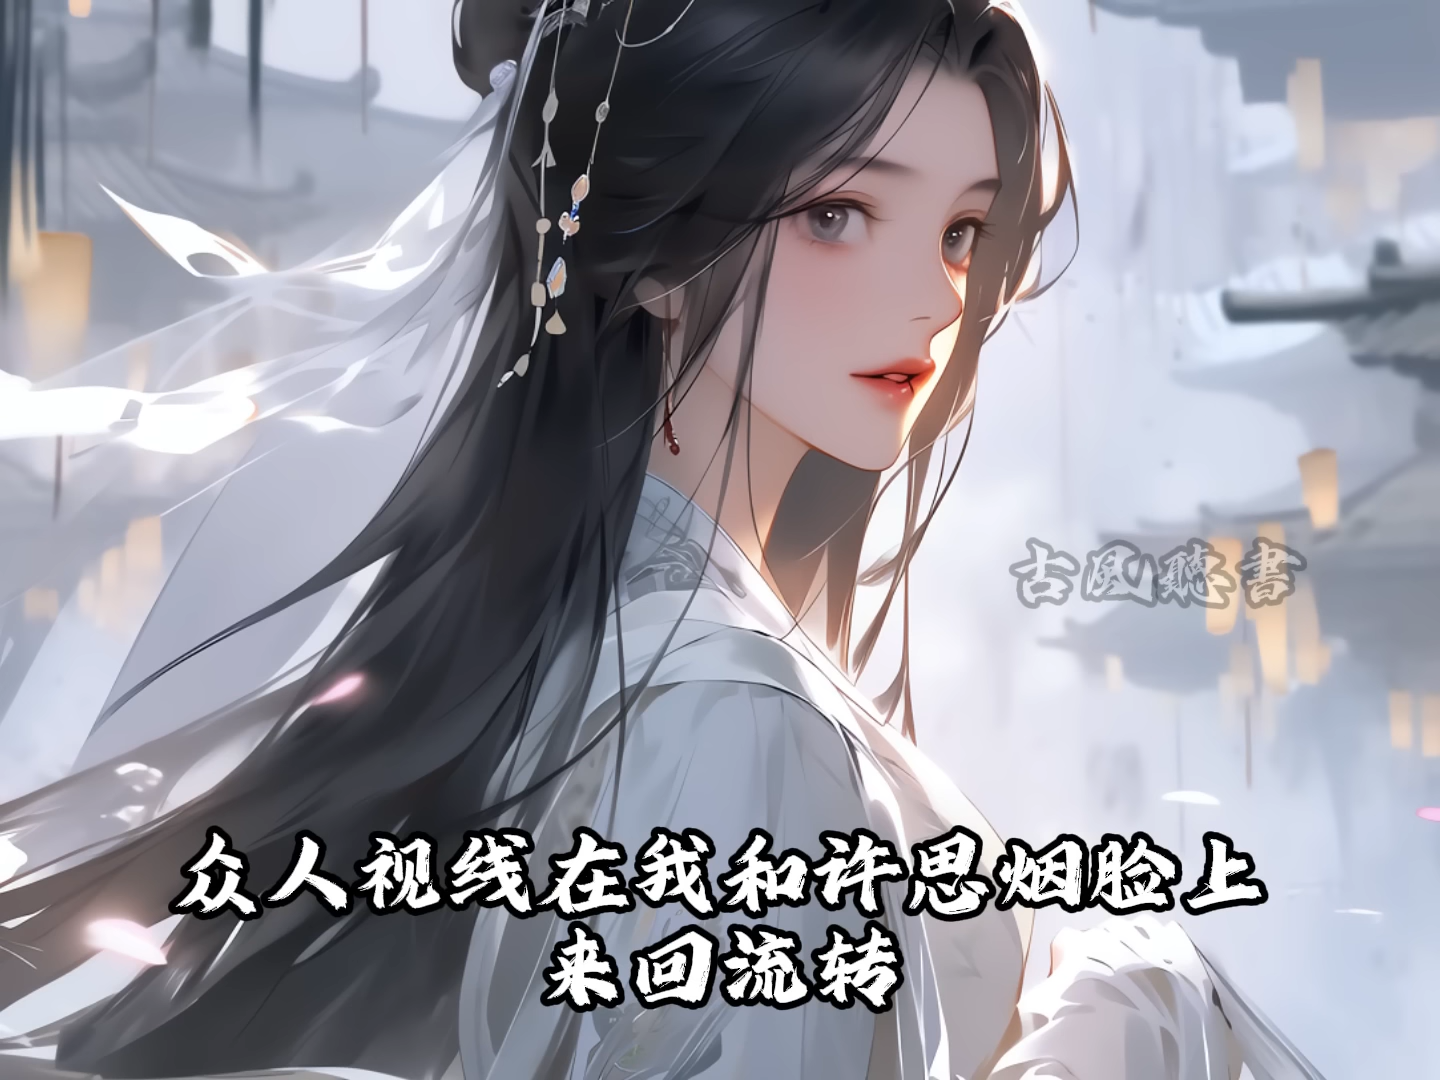 古風聽書
众人视线在我和许思烟脸上
来回流转